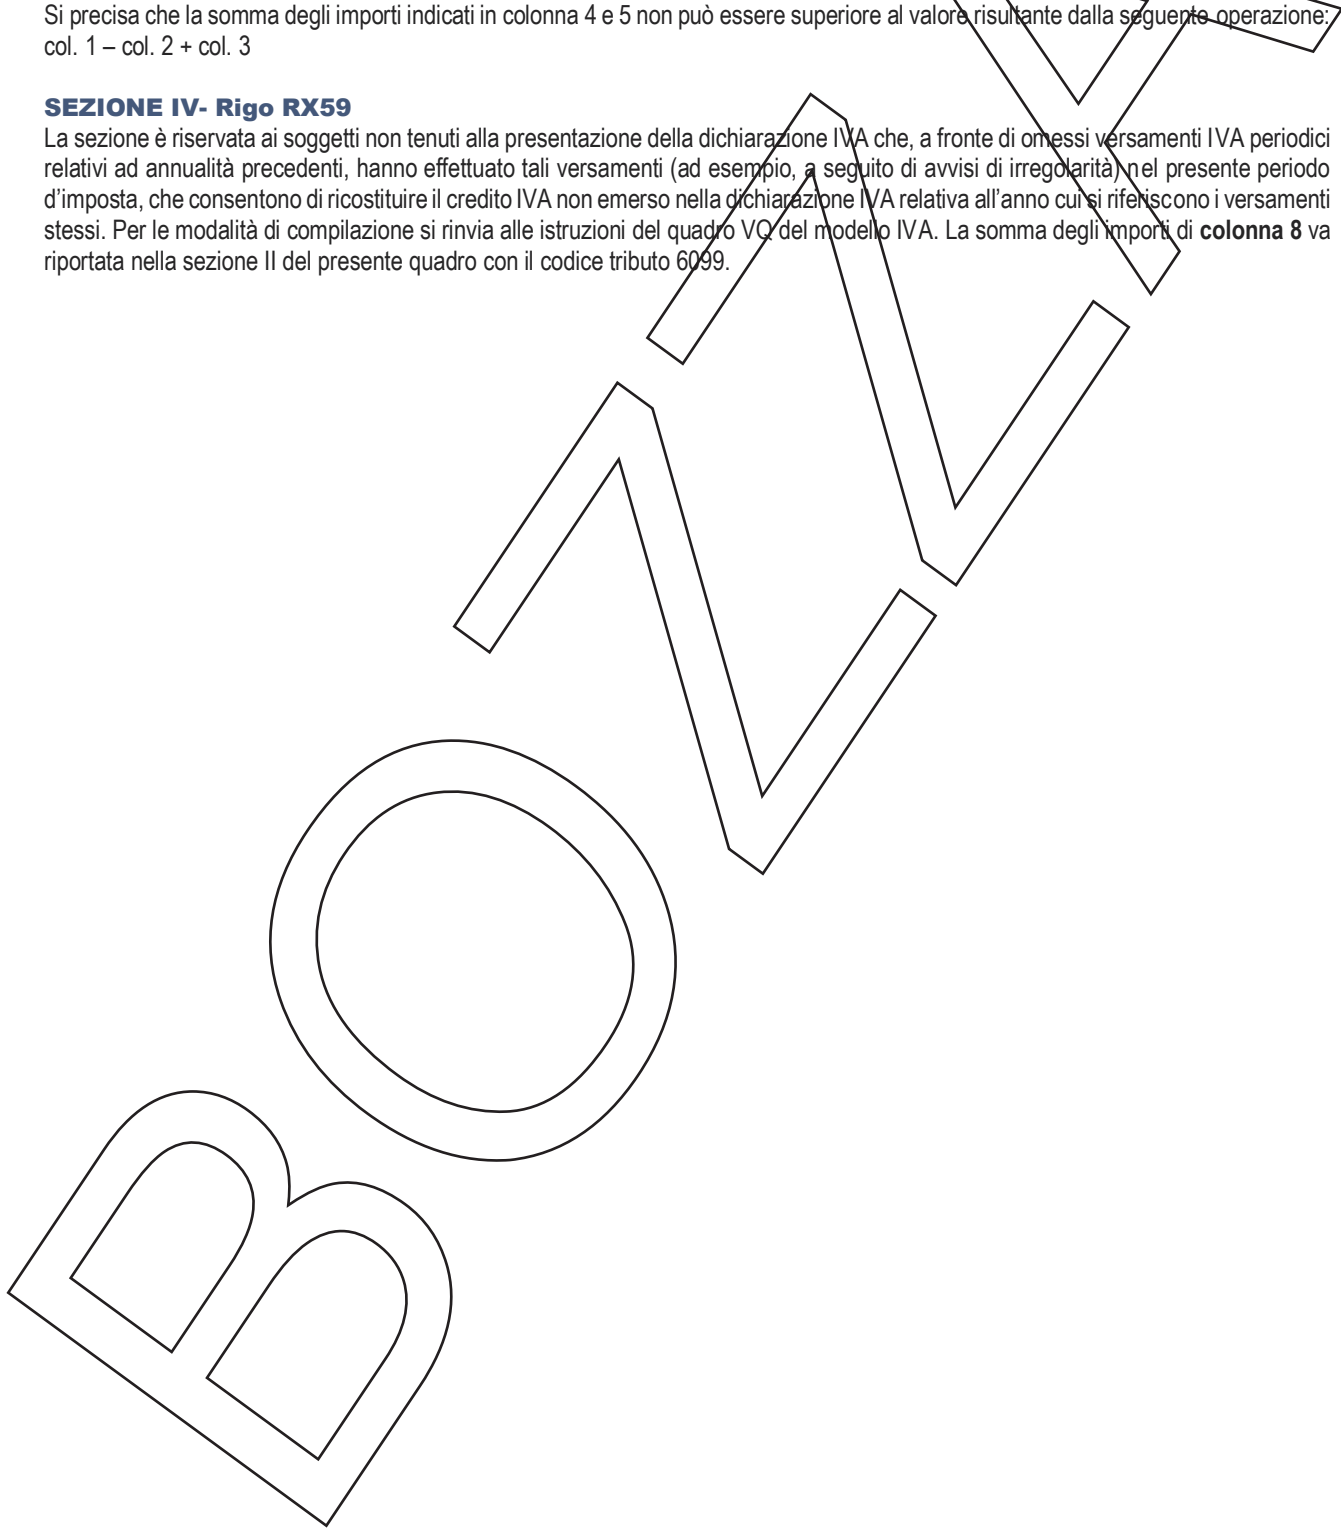 Si precisa che la somma degli importi indicati in colonna 4 e 5 non può essere superiore al valore risultante dalla seguente operazione:
col. 1 – col. 2 + col. 3
SEZIONE IV- Rigo RX59
La sezione è riservata ai soggetti non tenuti alla presentazione della dichiarazione IVA che, a fronte di omessi versamenti IVA periodici
relativi ad annualità precedenti, hanno effettuato tali versamenti (ad esempio, a seguito di avvisi di irregolarità) nel presente periodo
d’imposta, che consentono di ricostituire il credito IVA non emerso nella dichiarazione IVA relativa all’anno cui si riferiscono i versamenti
stessi. Per le modalità di compilazione si rinvia alle istruzioni del quadro VQ del modello IVA. La somma degli importi di colonna 8 va
riportata nella sezione II del presente quadro con il codice tributo 6099.
BOZZA